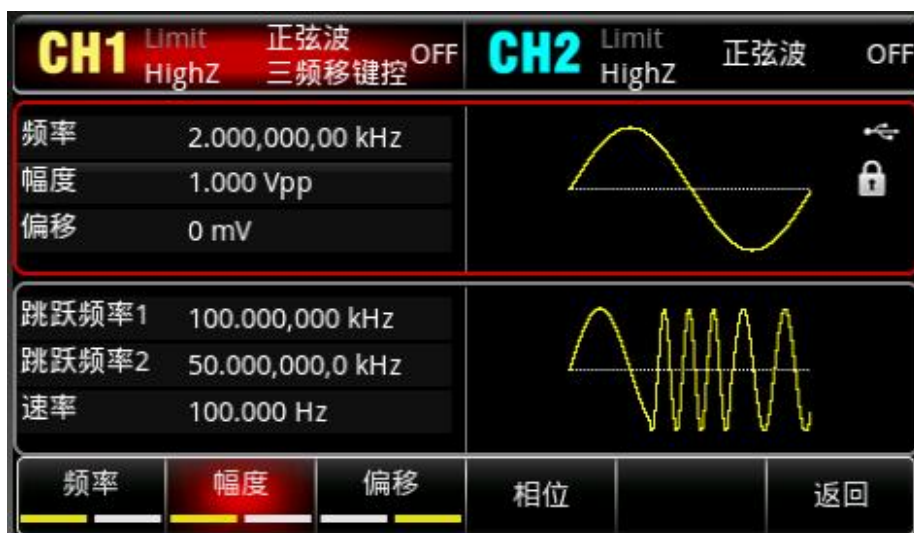 CH1 Limit 正弦波 OFF CH2 Limit 正弦波 OFF
HighZ 三频移键控 HighZ
频率 2.000,000,00 kHz
幅度 1.000 Vpp
偏移 0 mV
跳跃频率1 100.000,000 kHz
跳跃频率2 50.000,000,0 kHz
速率 100.000 Hz
频率 幅度 偏移 相位 返回